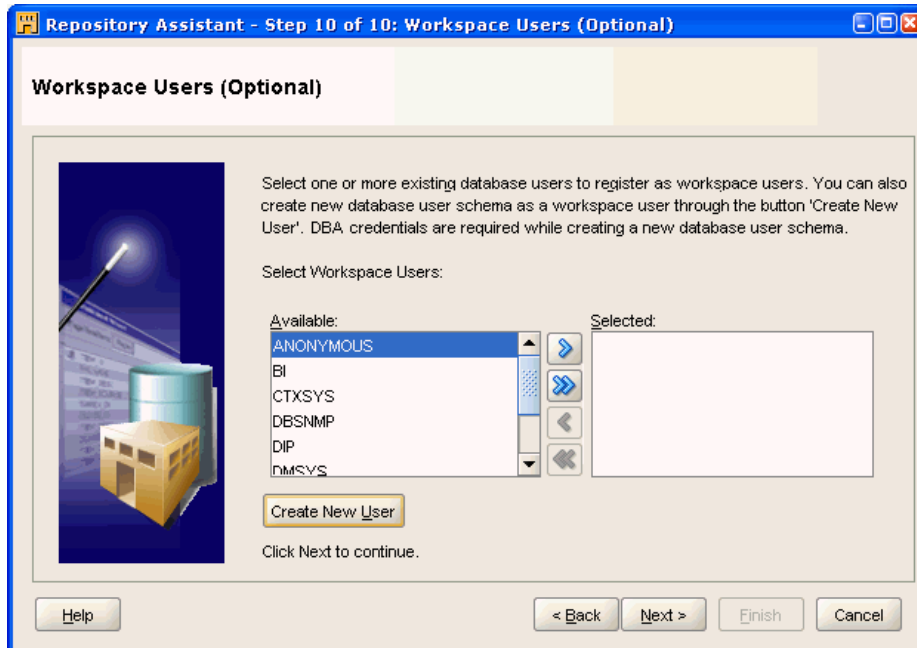 Repository Assistant - Step 10 of 10: Workspace Users (Optional)
Workspace Users (Optional)
Select one or more existing database users to register as workspace users. You can also
create new database user schema as a workspace user through the button 'Create New
User'. DBA credentials are required while creating a new database user schema.
Select Workspace Users:
Available:
Selected:
ANONYMOUS
BI
CTXSYS
DBSNMP
DIP
DMSYS
Create New User
Click Next to continue.
Help
< Back
Next >
Finish
Cancel